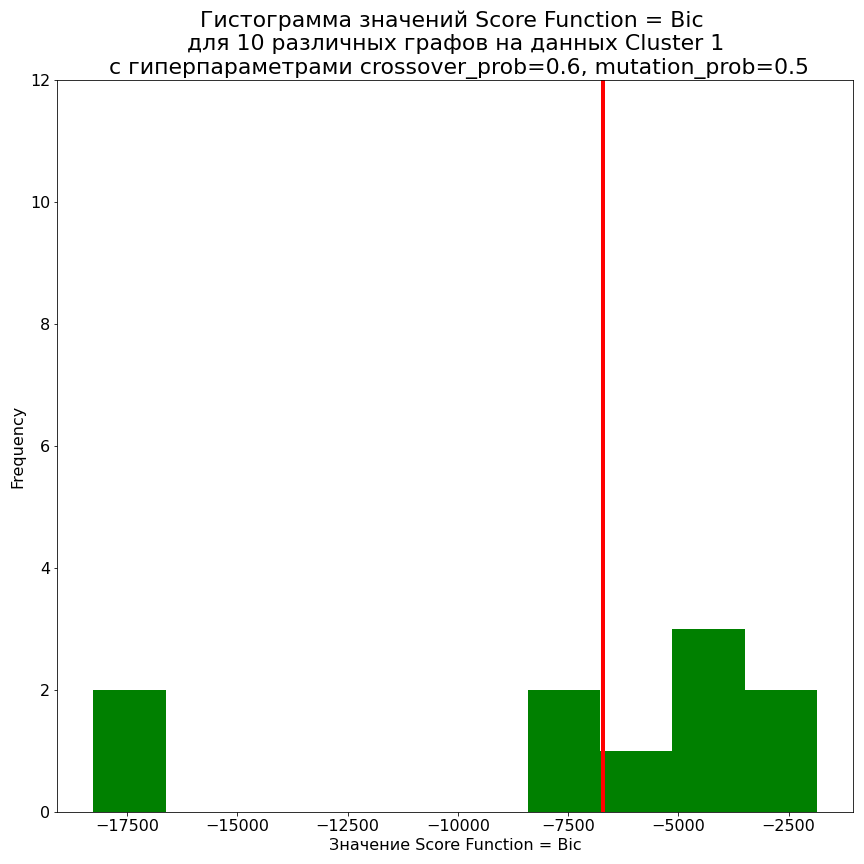 Гистограмма значений Score Function = Bic
для 10 различных графов на данных Cluster 1
с гиперпараметрами crossover_prob=0.6, mutation_prob=0.5
12
10
8
6
4
2
0
Frequency
−17500 −15000 −12500 −10000 −7500 −5000 −2500
Значение Score Function = Bic